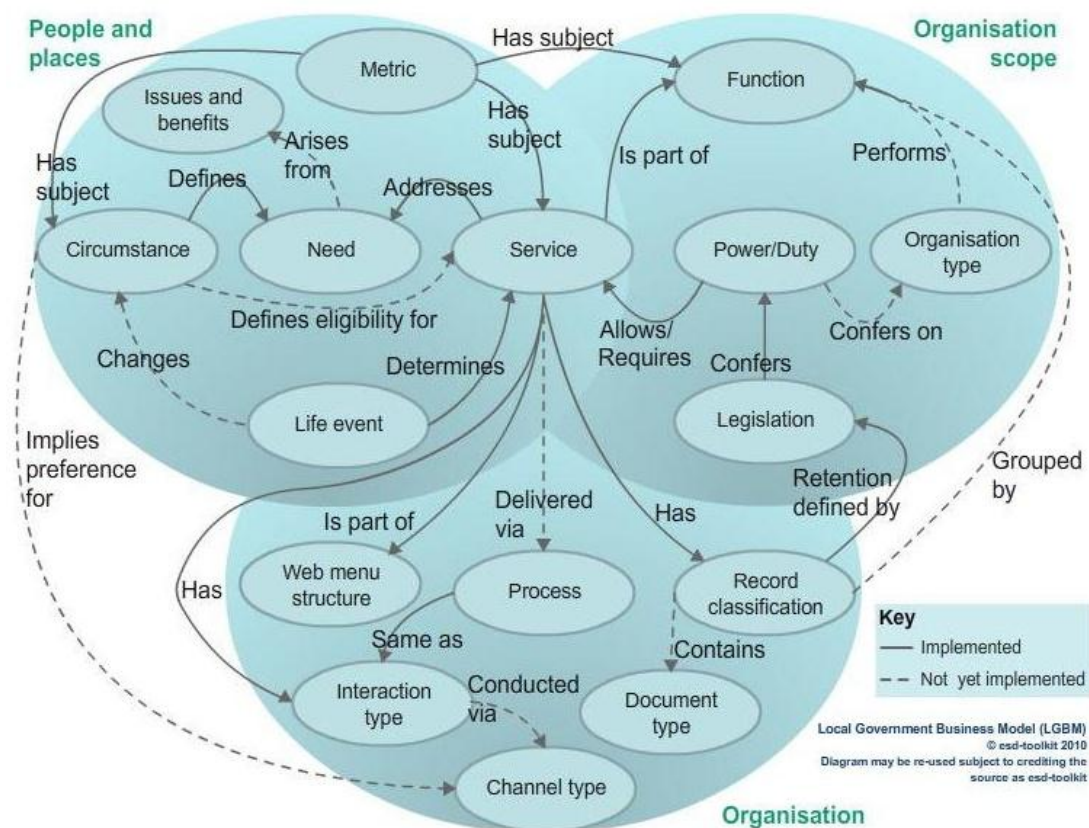 People and
places
Organisation
scope
Metric
Has subject
Function
Issues and
benefits
Has
subject
Arises
from
Has
subject
Defines
Addresses
Is part of
Performs
Circumstance
Need
Service
Power/Duty
Organisation
type
Defines eligibility for
Allows/
Requires
Confers on
Changes
Determines
Confers
Life event
Legislation
Implies
preference
for
Retention
defined by
Grouped
by
Is part of
Delivered
via
Has
Has
Web menu
structure
Process
Record
classification
Same as
Contains
Interaction
type
Conducted
via
Document
type
Channel type
Key
Implemented
Not yet implemented
Local Government Business Model (LGBM)
© esd-toolkit 2010
Diagram may be re-used subject to crediting the
source as esd-toolkit
Organisation